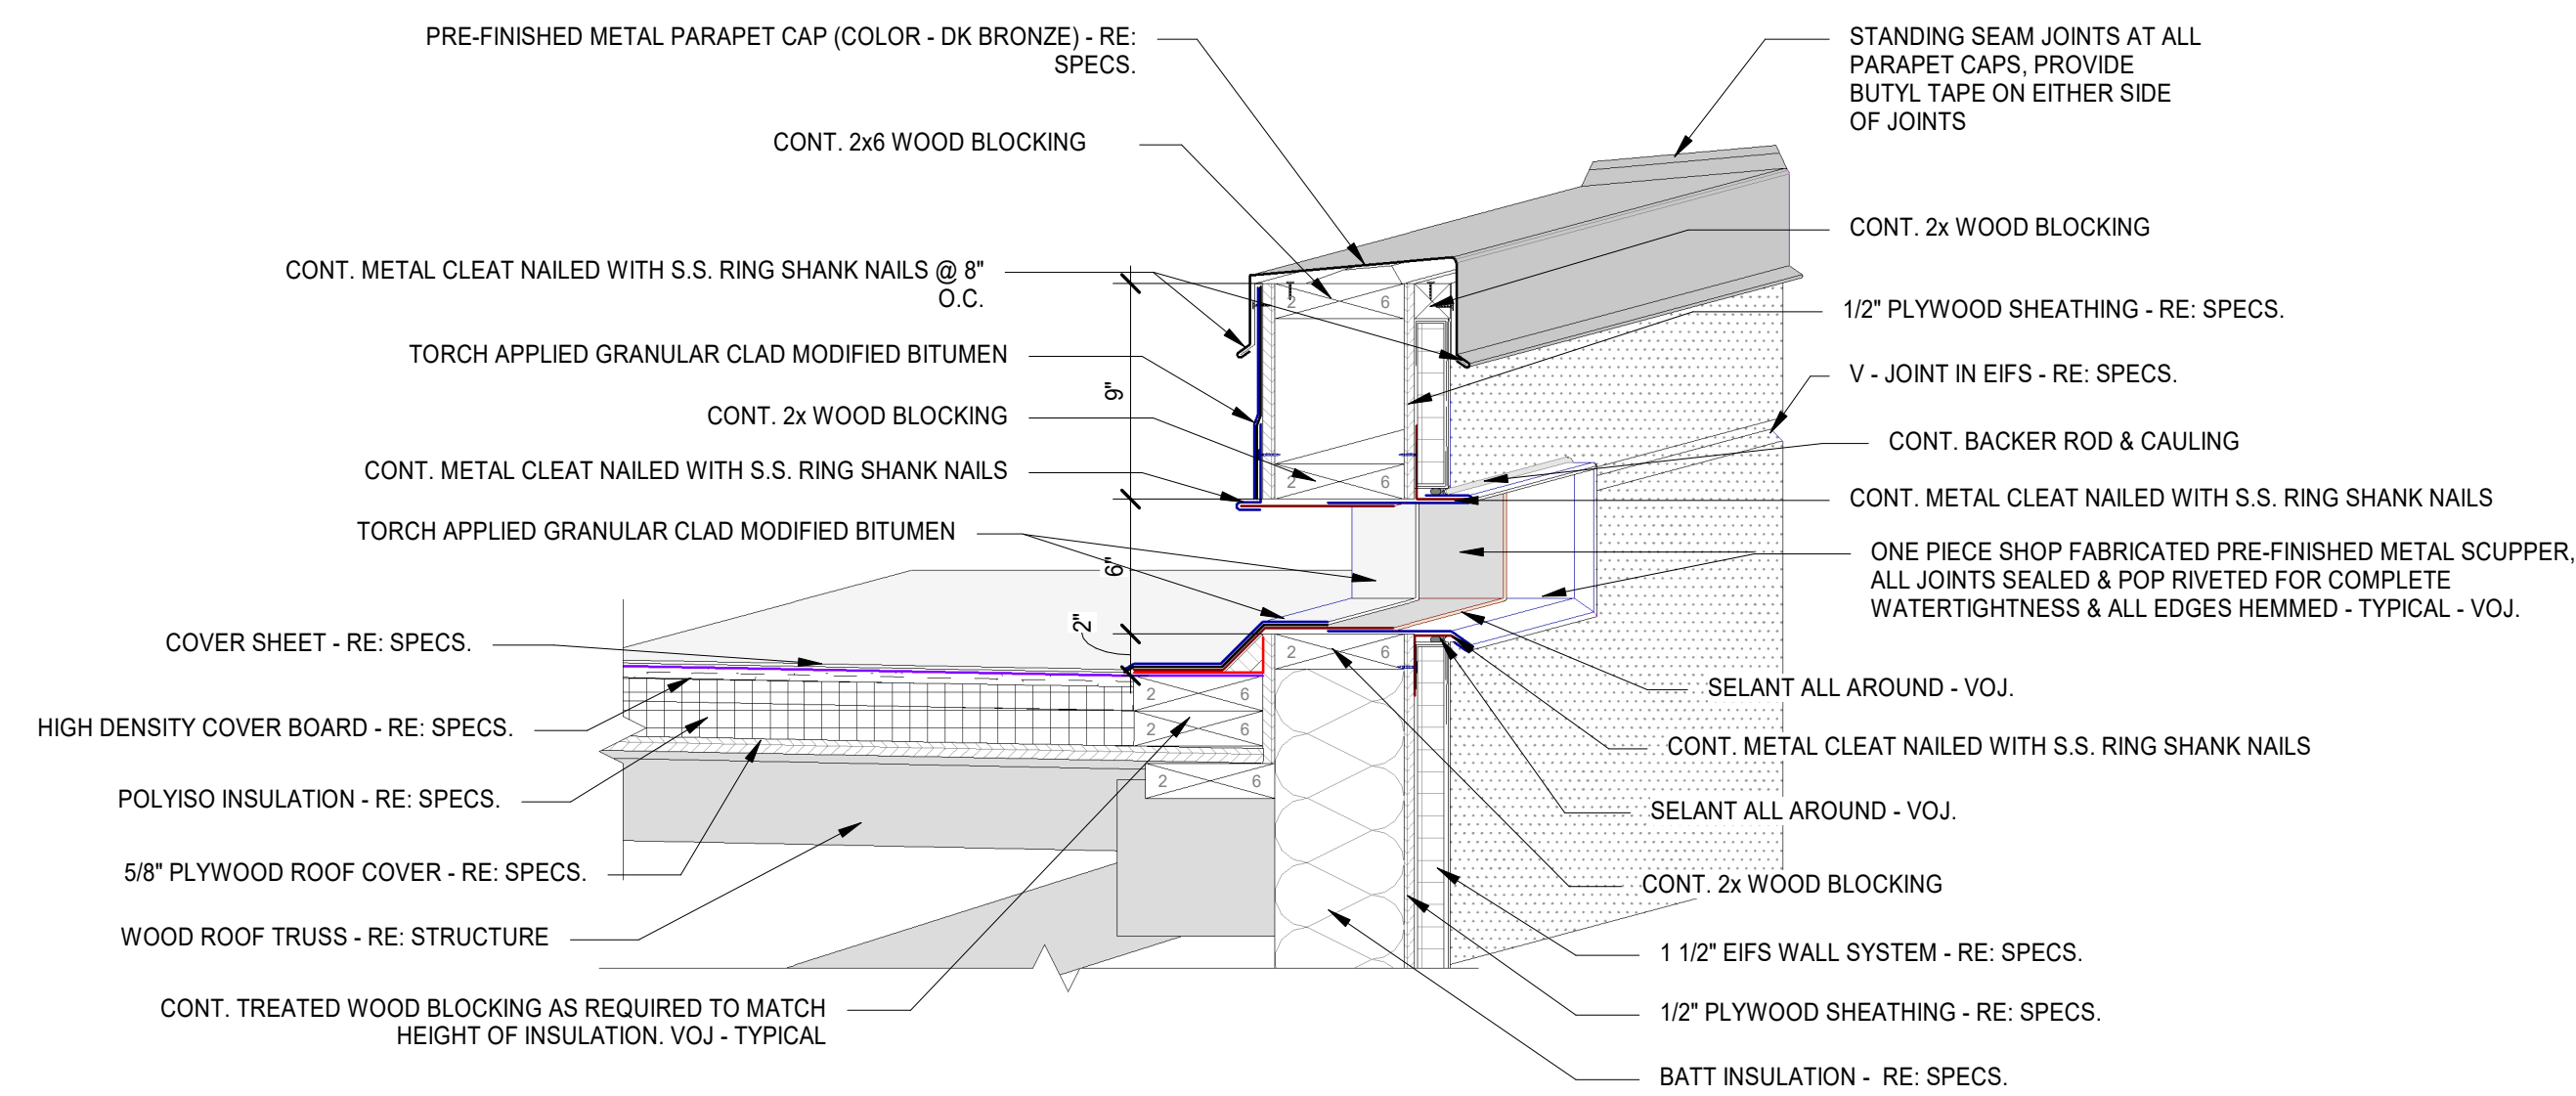 PRE-FINISHED METAL PARAPET CAP (COLOR - DK BRONZE) - RE:
SPECS.
CONT. 2x6 WOOD BLOCKING
CONT. METAL CLEAT NAILED WITH S.S. RING SHANK NAILS @ 8"
O.C.
TORCH APPLIED GRANULAR CLAD MODIFIED BITUMEN
CONT. 2x WOOD BLOCKING
CONT. METAL CLEAT NAILED WITH S.S. RING SHANK NAILS
TORCH APPLIED GRANULAR CLAD MODIFIED BITUMEN
COVER SHEET - RE: SPECS.
HIGH DENSITY COVER BOARD - RE: SPECS.
POLYISO INSULATION - RE: SPECS.
5/8" PLYWOOD ROOF COVER - RE: SPECS.
WOOD ROOF TRUSS - RE: STRUCTURE
CONT. TREATED WOOD BLOCKING AS REQUIRED TO MATCH
HEIGHT OF INSULATION. VOJ - TYPICAL
9"
6"
2"
2 6
2 6
2 6
2 6
2 6
2 6
STANDING SEAM JOINTS AT ALL
PARAPET CAPS, PROVIDE
BUTYL TAPE ON EITHER SIDE
OF JOINTS
CONT. 2x WOOD BLOCKING
1/2" PLYWOOD SHEATHING - RE: SPECS.
V - JOINT IN EIFS - RE: SPECS.
CONT. BACKER ROD & CAULING
CONT. METAL CLEAT NAILED WITH S.S. RING SHANK NAILS
ONE PIECE SHOP FABRICATED PRE-FINISHED METAL SCUPPER,
ALL JOINTS SEALED & POP RIVETED FOR COMPLETE
WATERTIGHTNESS & ALL EDGES HEMMED - TYPICAL - VOJ.
SELANT ALL AROUND - VOJ.
CONT. METAL CLEAT NAILED WITH S.S. RING SHANK NAILS
SELANT ALL AROUND - VOJ.
CONT. 2x WOOD BLOCKING
1 1/2" EIFS WALL SYSTEM - RE: SPECS.
1/2" PLYWOOD SHEATHING - RE: SPECS.
BATT INSULATION - RE: SPECS.